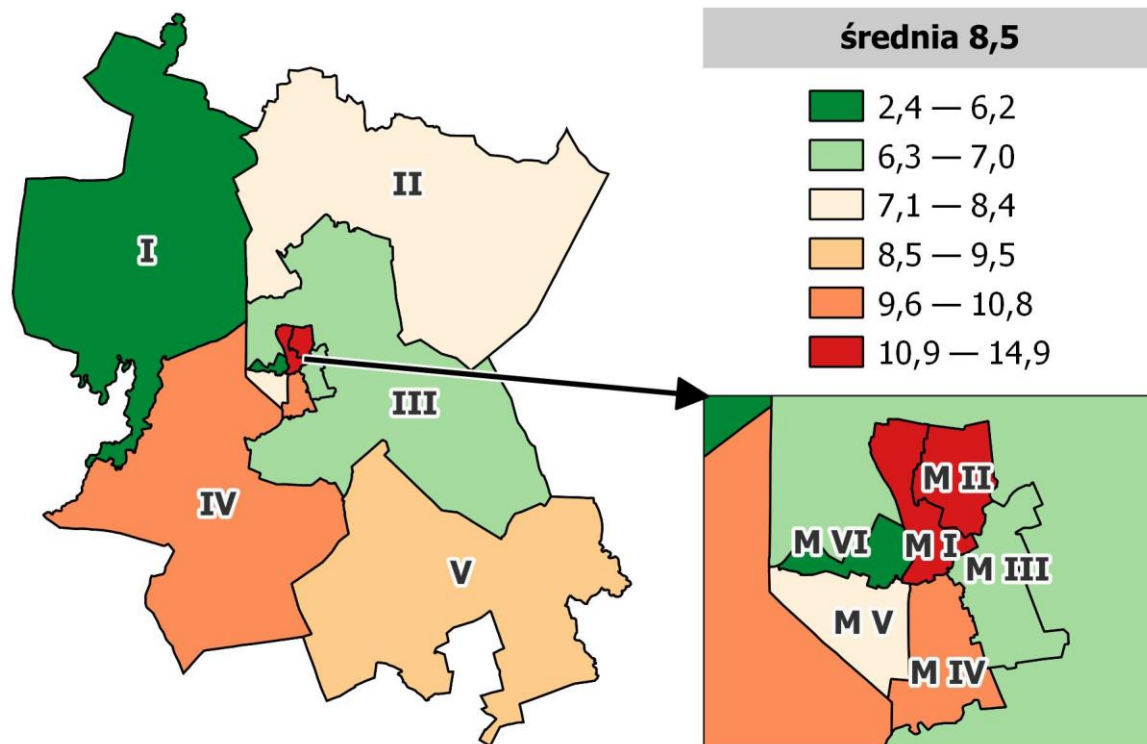 średnia 8,5
2,4 — 6,2
6,3 — 7,0
7,1 — 8,4
8,5 — 9,5
9,6 — 10,8
10,9 — 14,9
I
II
III
IV
V
M II
M VI
M I
M III
M V
M IV